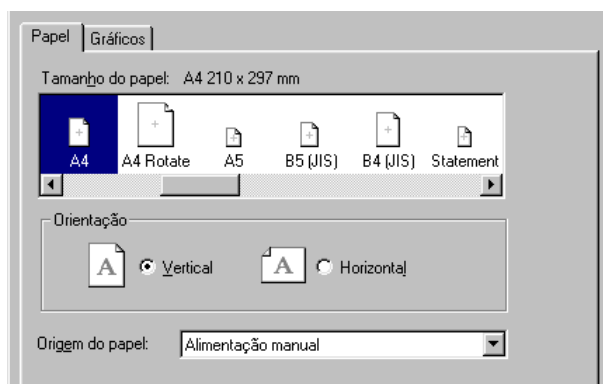 Papel Gráficos
Tamanho do papel: A4 210 x 297 mm
A4 A4 Rotate A5 B5 (JIS) B4 (JIS) Statement
Orientação
A Vertical A Horizontal
Origem do papel: Alimentação manual